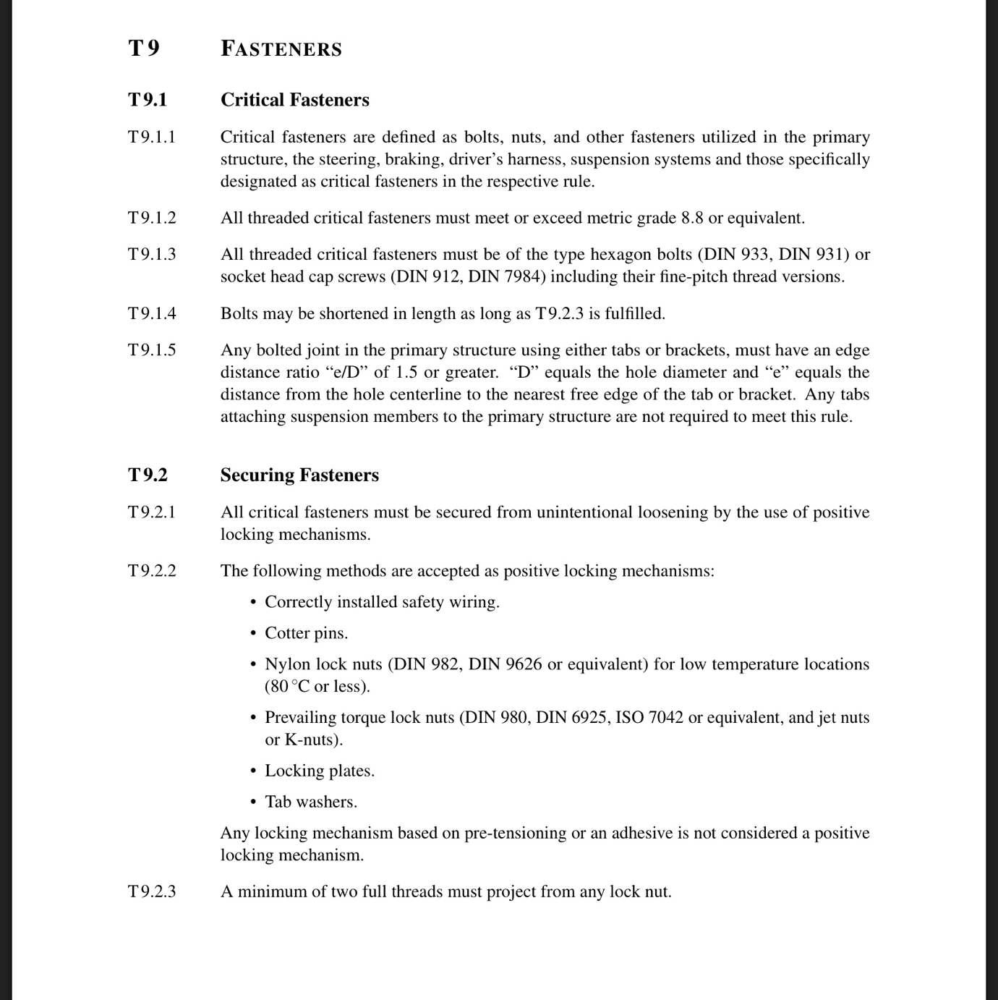 T 9 FASTENERS
T 9.1 Critical Fasteners
T 9.1.1 Critical fasteners are defined as bolts, nuts, and other fasteners utilized in the primary
structure, the steering, braking, driver’s harness, suspension systems and those specifically
designated as critical fasteners in the respective rule.
T 9.1.2 All threaded critical fasteners must meet or exceed metric grade 8.8 or equivalent.
T 9.1.3 All threaded critical fasteners must be of the type hexagon bolts (DIN 933, DIN 931) or
socket head cap screws (DIN 912, DIN 7984) including their fine-pitch thread versions.
T 9.1.4 Bolts may be shortened in length as long as T 9.2.3 is fulfilled.
T 9.1.5 Any bolted joint in the primary structure using either tabs or brackets, must have an edge
distance ratio “e/D” of 1.5 or greater. “D” equals the hole diameter and “e” equals the
distance from the hole centerline to the nearest free edge of the tab or bracket. Any tabs
attaching suspension members to the primary structure are not required to meet this rule.
T 9.2 Securing Fasteners
T 9.2.1 All critical fasteners must be secured from unintentional loosening by the use of positive
locking mechanisms.
T 9.2.2 The following methods are accepted as positive locking mechanisms:
• Correctly installed safety wiring.
• Cotter pins.
• Nylon lock nuts (DIN 982, DIN 9626 or equivalent) for low temperature locations
(80 °C or less).
• Prevailing torque lock nuts (DIN 980, DIN 6925, ISO 7042 or equivalent, and jet nuts
or K-nuts).
• Locking plates.
• Tab washers.
Any locking mechanism based on pre-tensioning or an adhesive is not considered a positive
locking mechanism.
T 9.2.3 A minimum of two full threads must project from any lock nut.